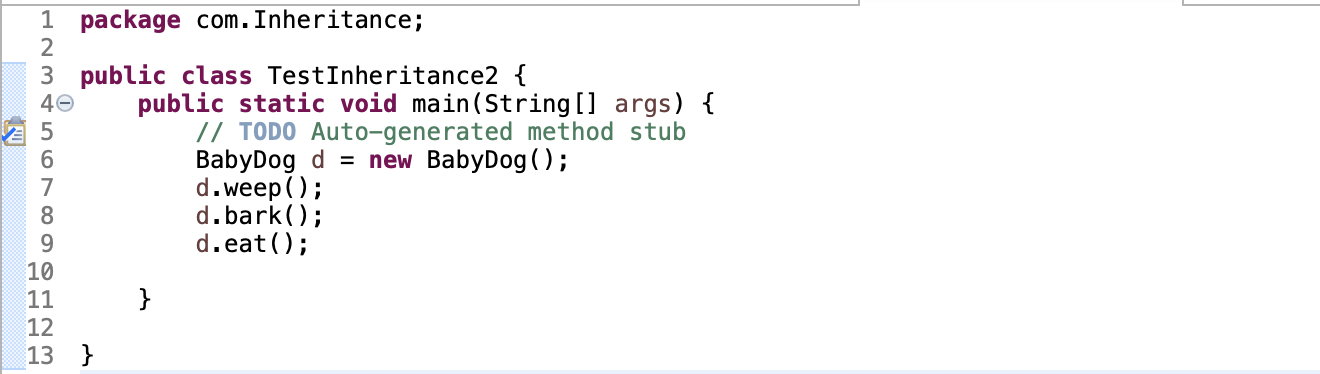 1 package com.Inheritance;
2
3 public class TestInheritance2 {
4 public static void main(String[] args) {
5 // TODO Auto-generated method stub
6 BabyDog d = new BabyDog();
7 d.weep();
8 d.bark();
9 d.eat();
10
11 }
12
13 }